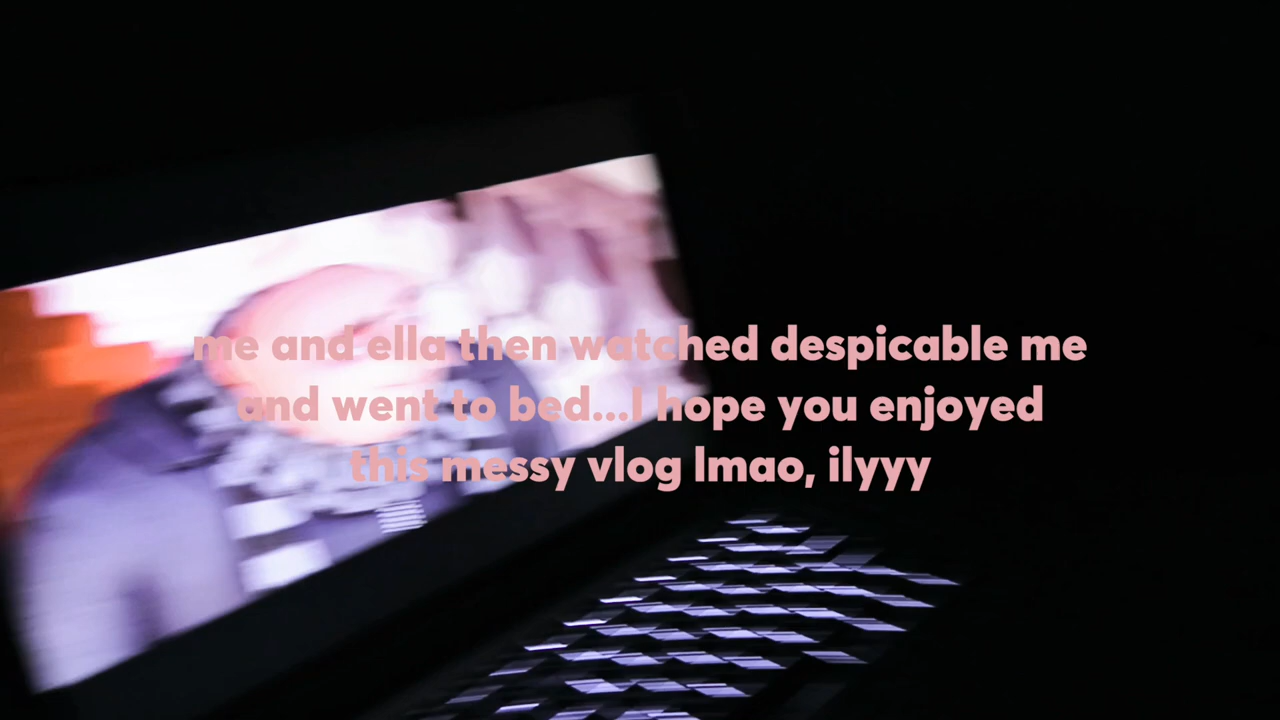 me and ella then watched despicable me
and went to bed...I hope you enjoyed
this messy vlog lmao, ilyyy